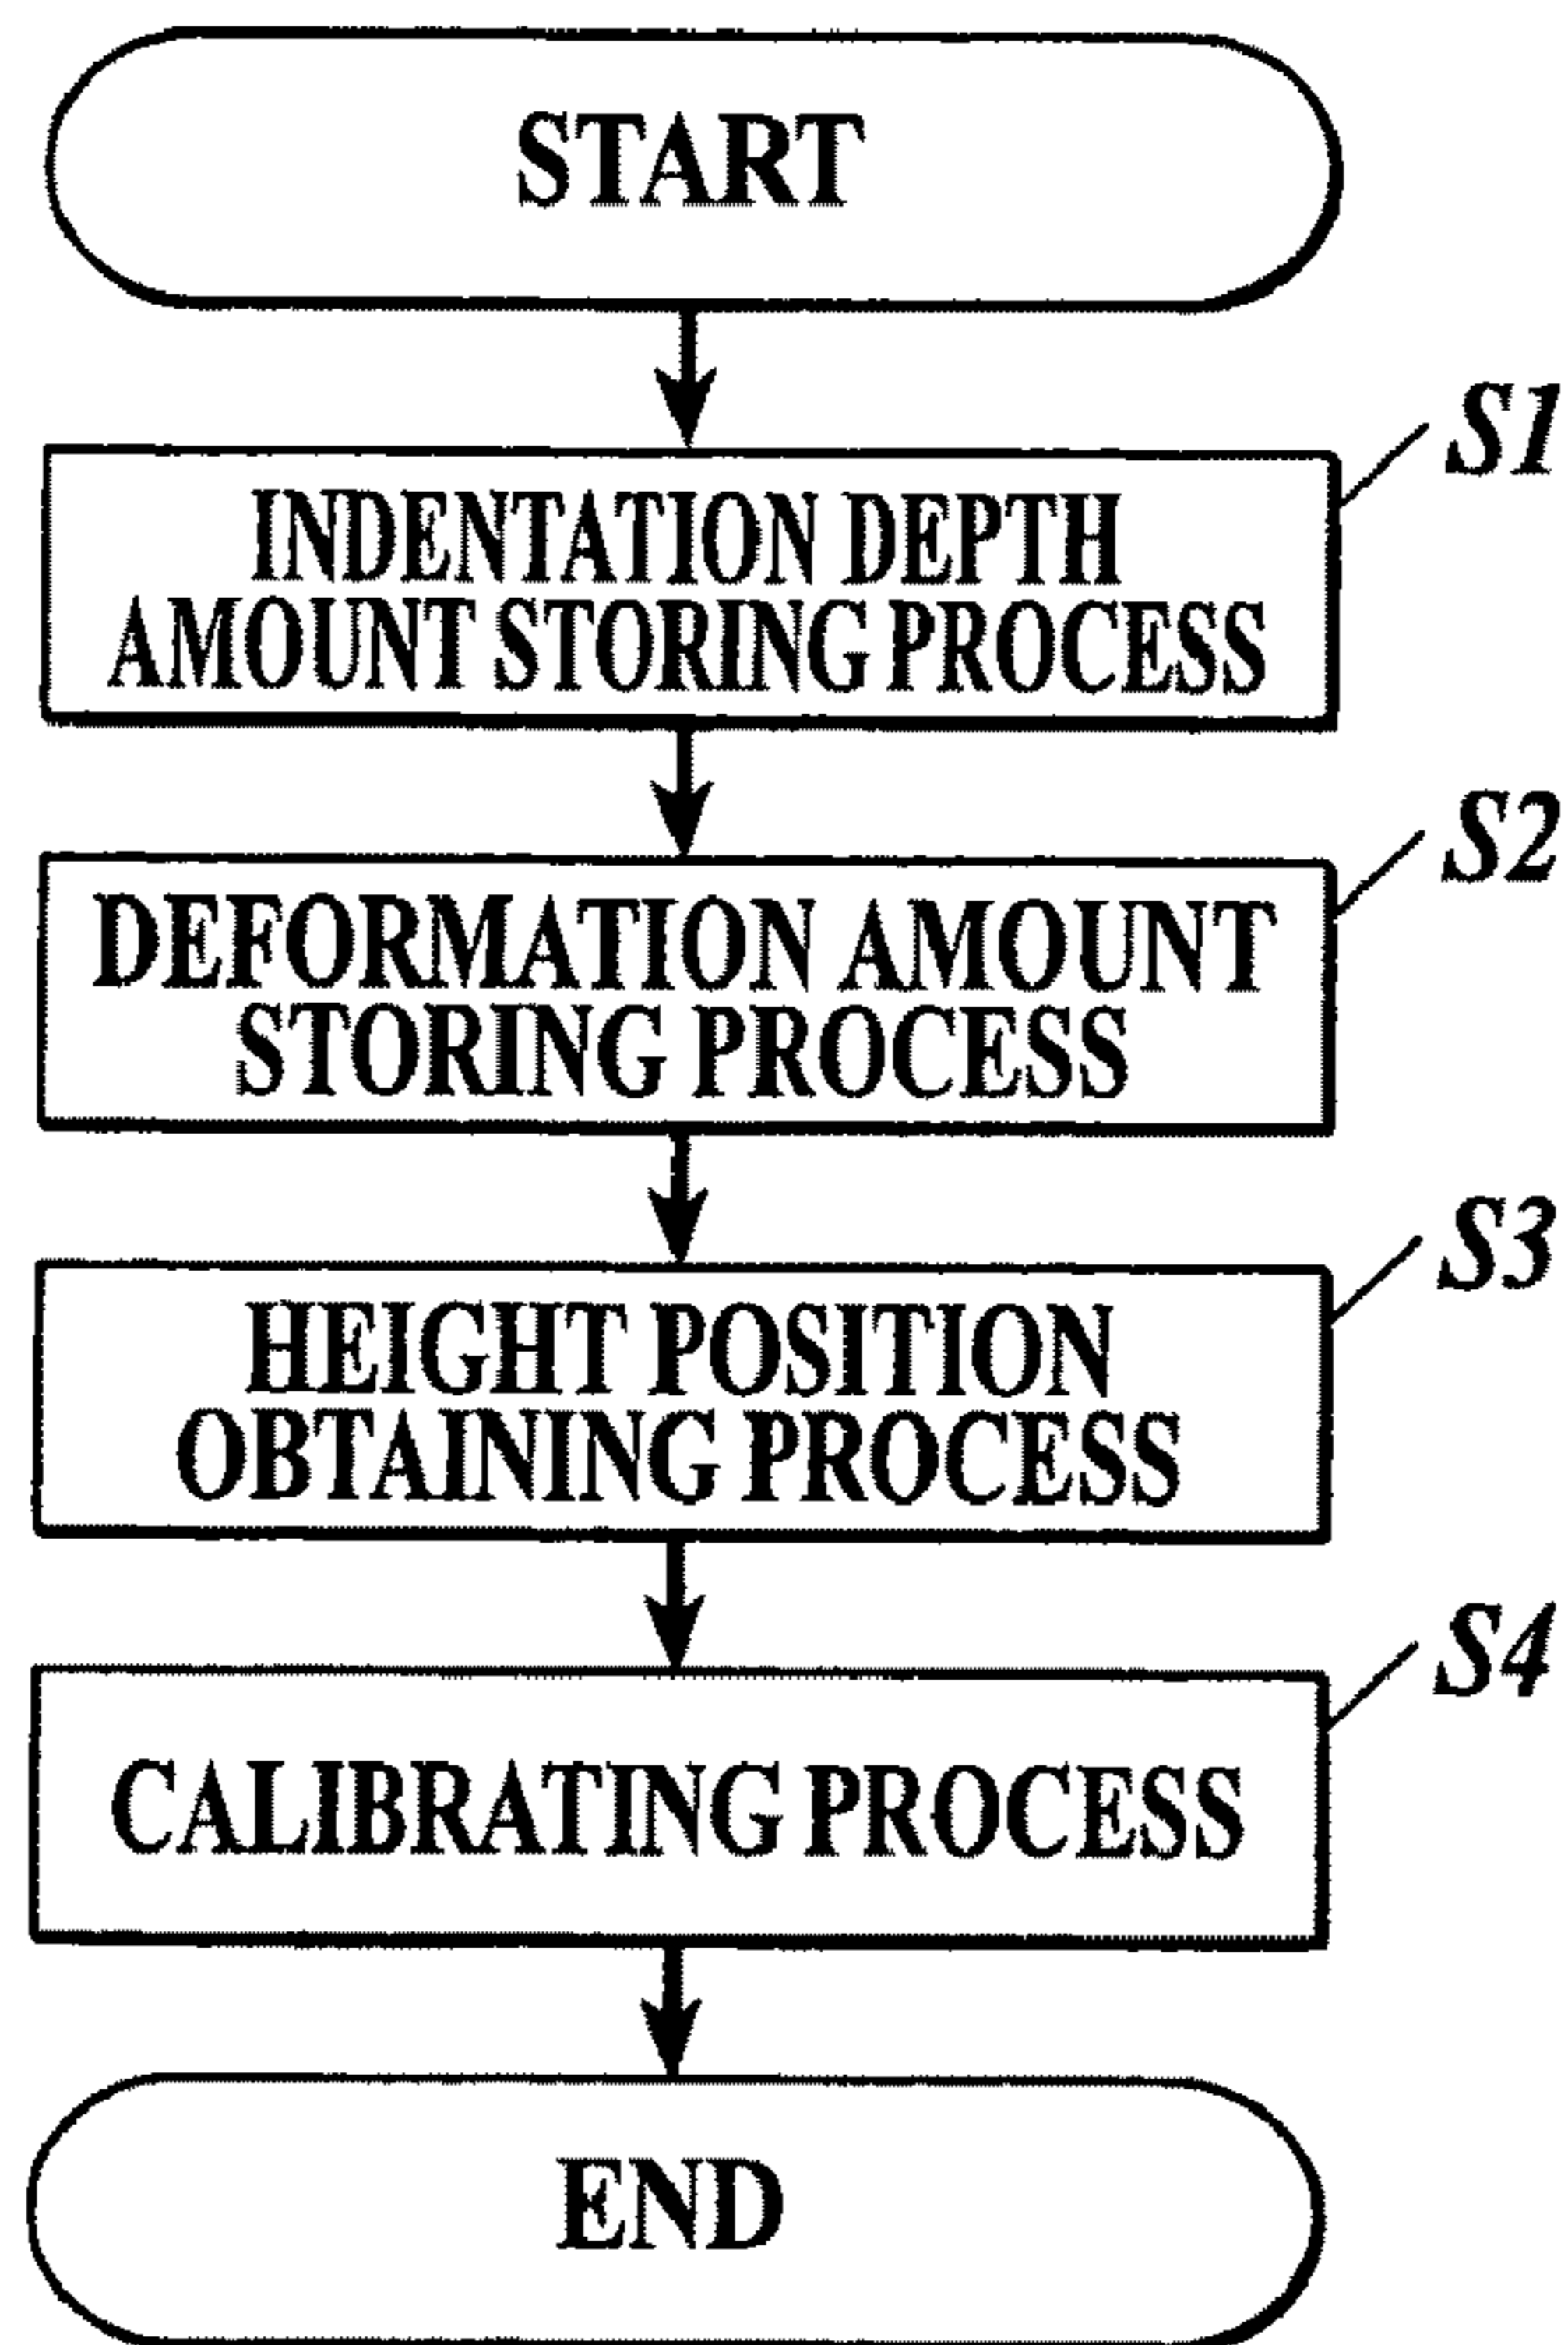 START
S1
INDENTATION DEPTH
AMOUNT STORING PROCESS
S2
DEFORMATION AMOUNT
STORING PROCESS
S3
HEIGHT POSITION
OBTAINING PROCESS
S4
CALIBRATING PROCESS
END